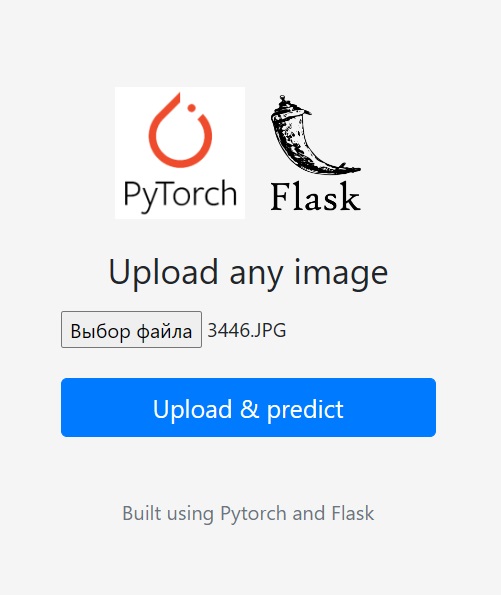 PyTorch Flask
Upload any image
Выбор файла 3446.JPG
Upload & predict
Built using Pytorch and Flask